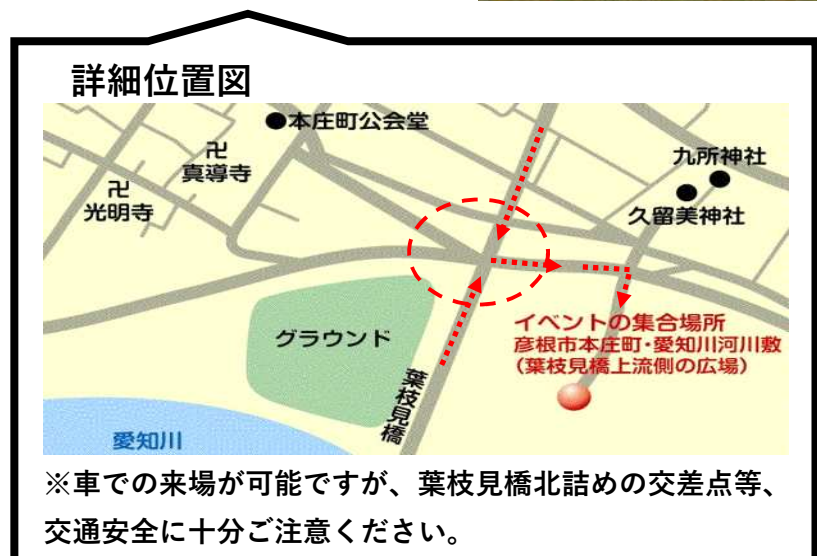 詳細位置図
●本庄町公会堂
卍
真導寺
卍
光明寺
九所神社
久留美神社
グラウンド
葉枝見橋
イベントの集合場所
彦根市本庄町・愛知川河川敷
(葉枝見橋上流側の広場)
愛知川
※車での来場が可能ですが、葉枝見橋北詰めの交差点等、
交通安全に十分ご注意ください。